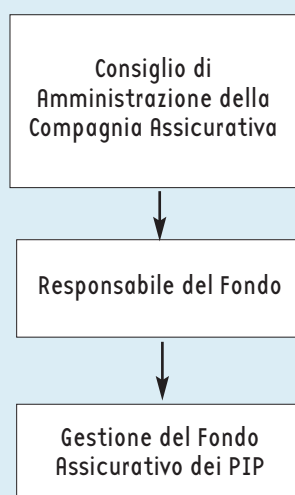 Consiglio di
Amministrazione della
Compagnia Assicurativa
Responsabile del Fondo
Gestione del Fondo
Assicurativo dei PIP